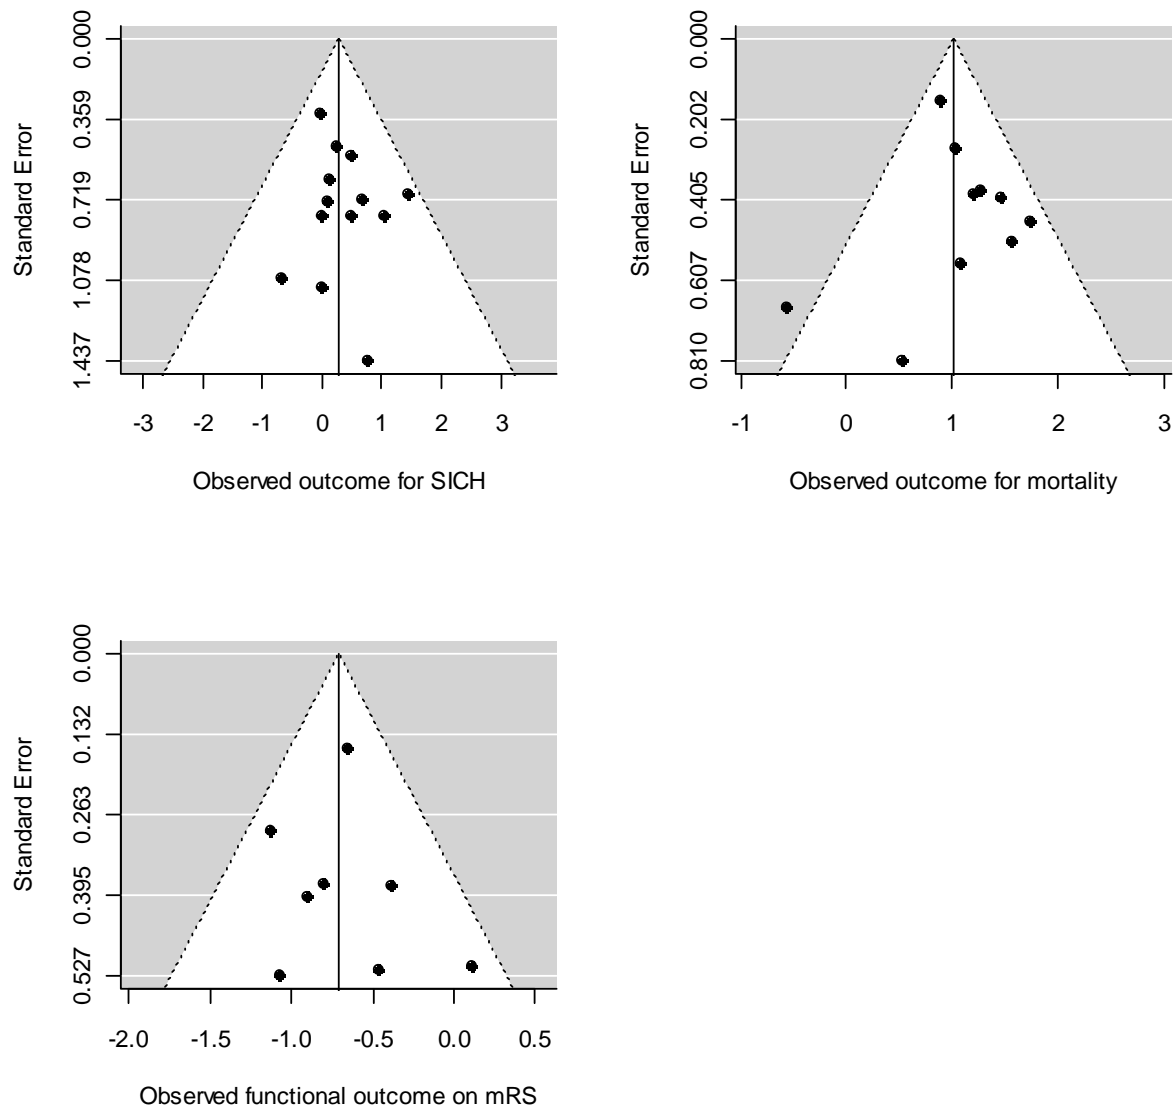 Standard Error
0.000
0.359
0.719
1.078
1.437
-3 -2 -1 0 1 2 3
Observed outcome for SICH
Standard Error
0.000
0.202
0.405
0.607
0.810
-1 0 1 2 3
Observed outcome for mortality
Standard Error
0.000
0.132
0.263
0.395
0.527
-2.0 -1.5 -1.0 -0.5 0.0 0.5
Observed functional outcome on mRS